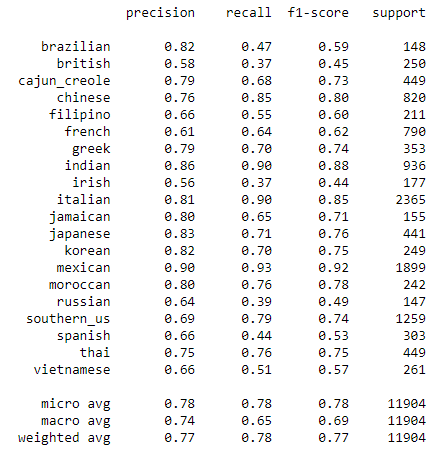 precision recall f1-score support
brazilian 0.82 0.47 0.59 148
british 0.58 0.37 0.45 250
cajun_creole 0.79 0.68 0.73 449
chinese 0.76 0.85 0.80 820
filipino 0.66 0.55 0.60 211
french 0.61 0.64 0.62 790
greek 0.79 0.70 0.74 353
indian 0.86 0.90 0.88 936
irish 0.56 0.37 0.44 177
italian 0.81 0.90 0.85 2365
jamaican 0.80 0.65 0.71 155
japanese 0.83 0.71 0.76 441
korean 0.82 0.70 0.75 249
mexican 0.90 0.93 0.92 1899
moroccan 0.80 0.76 0.78 242
russian 0.64 0.39 0.49 147
southern_us 0.69 0.79 0.74 1259
spanish 0.66 0.44 0.53 303
thai 0.75 0.76 0.75 449
vietnamese 0.66 0.51 0.57 261
micro avg 0.78 0.78 0.78 11904
macro avg 0.74 0.65 0.69 11904
weighted avg 0.77 0.78 0.77 11904